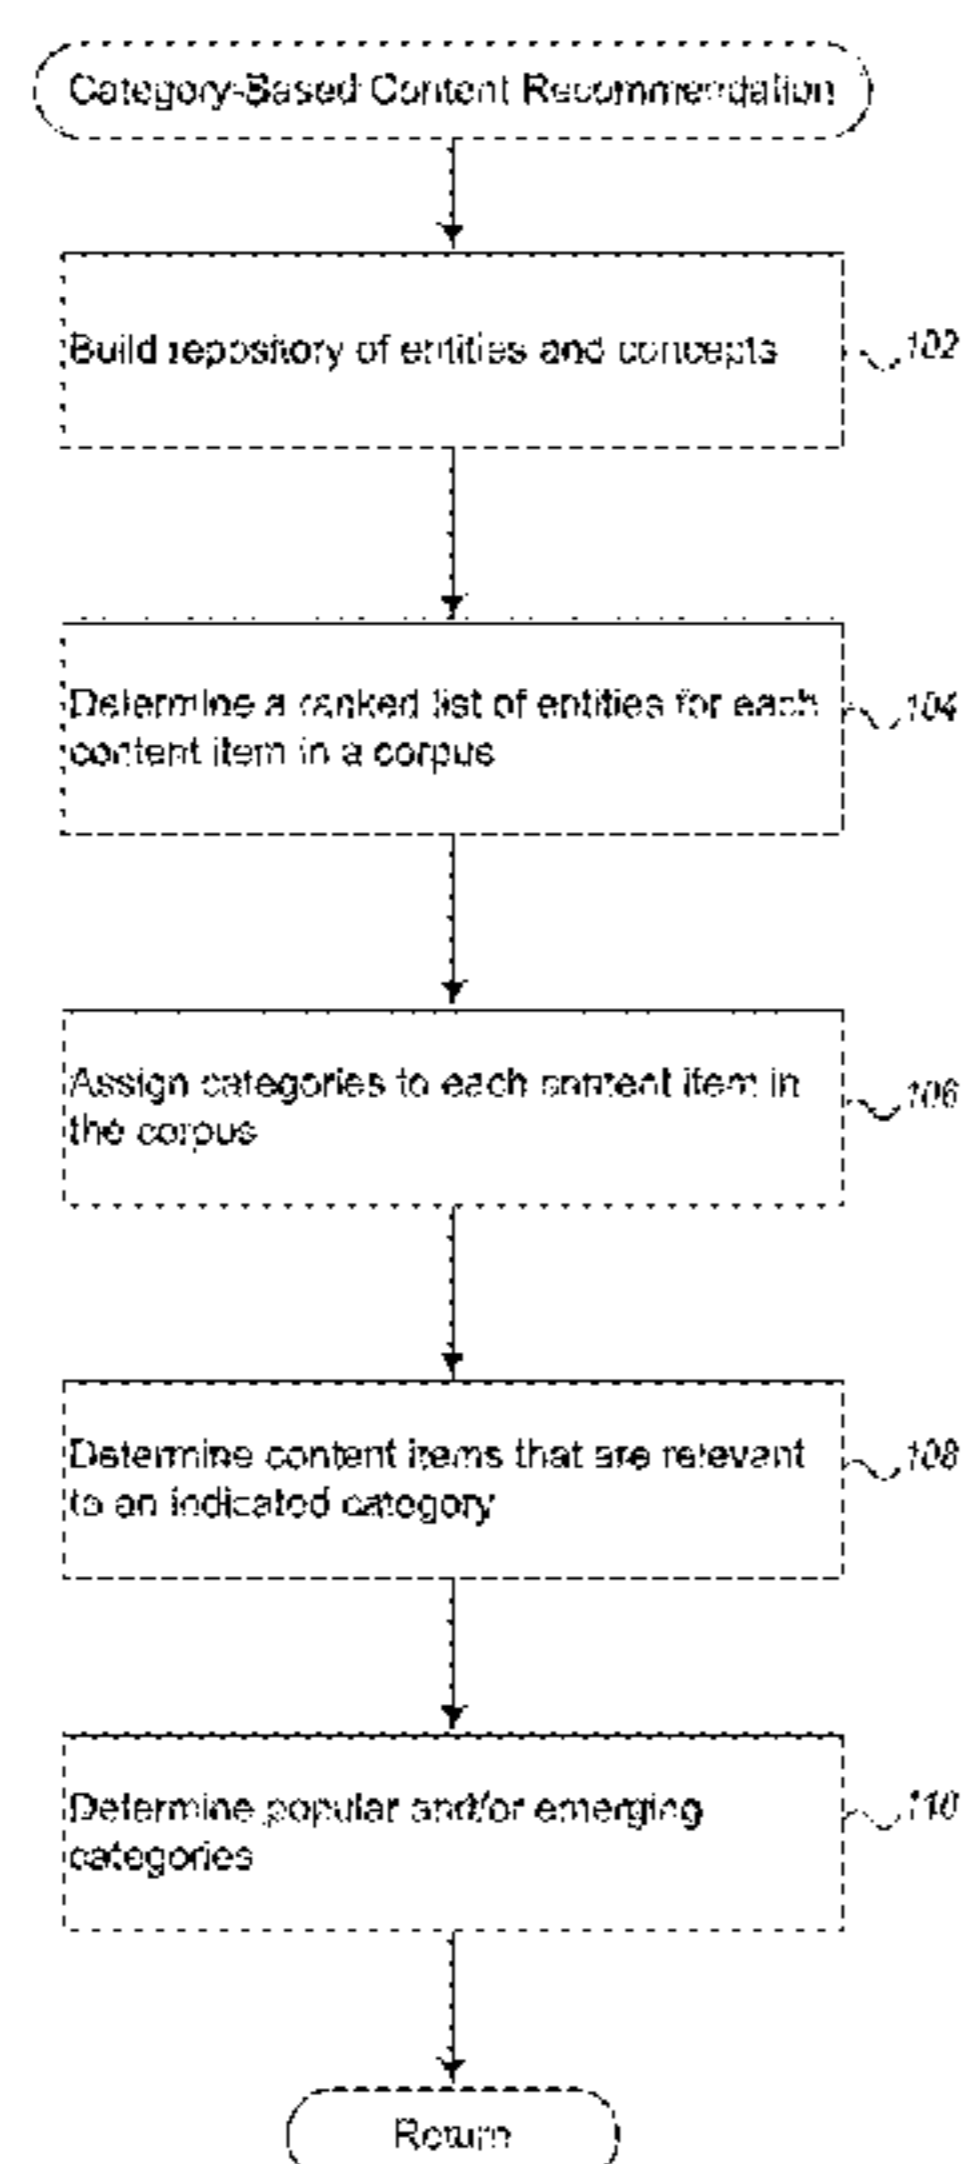 Category-Based Content Recommendation
Build repository of entities and concepts
102
Determine a ranked list of entities for each
content item in a corpus
104
Assign categories to each content item in
the corpus
106
Determine content items that are relevant
to an indicated category
108
Determine popular and/or emerging
categories
110
Return